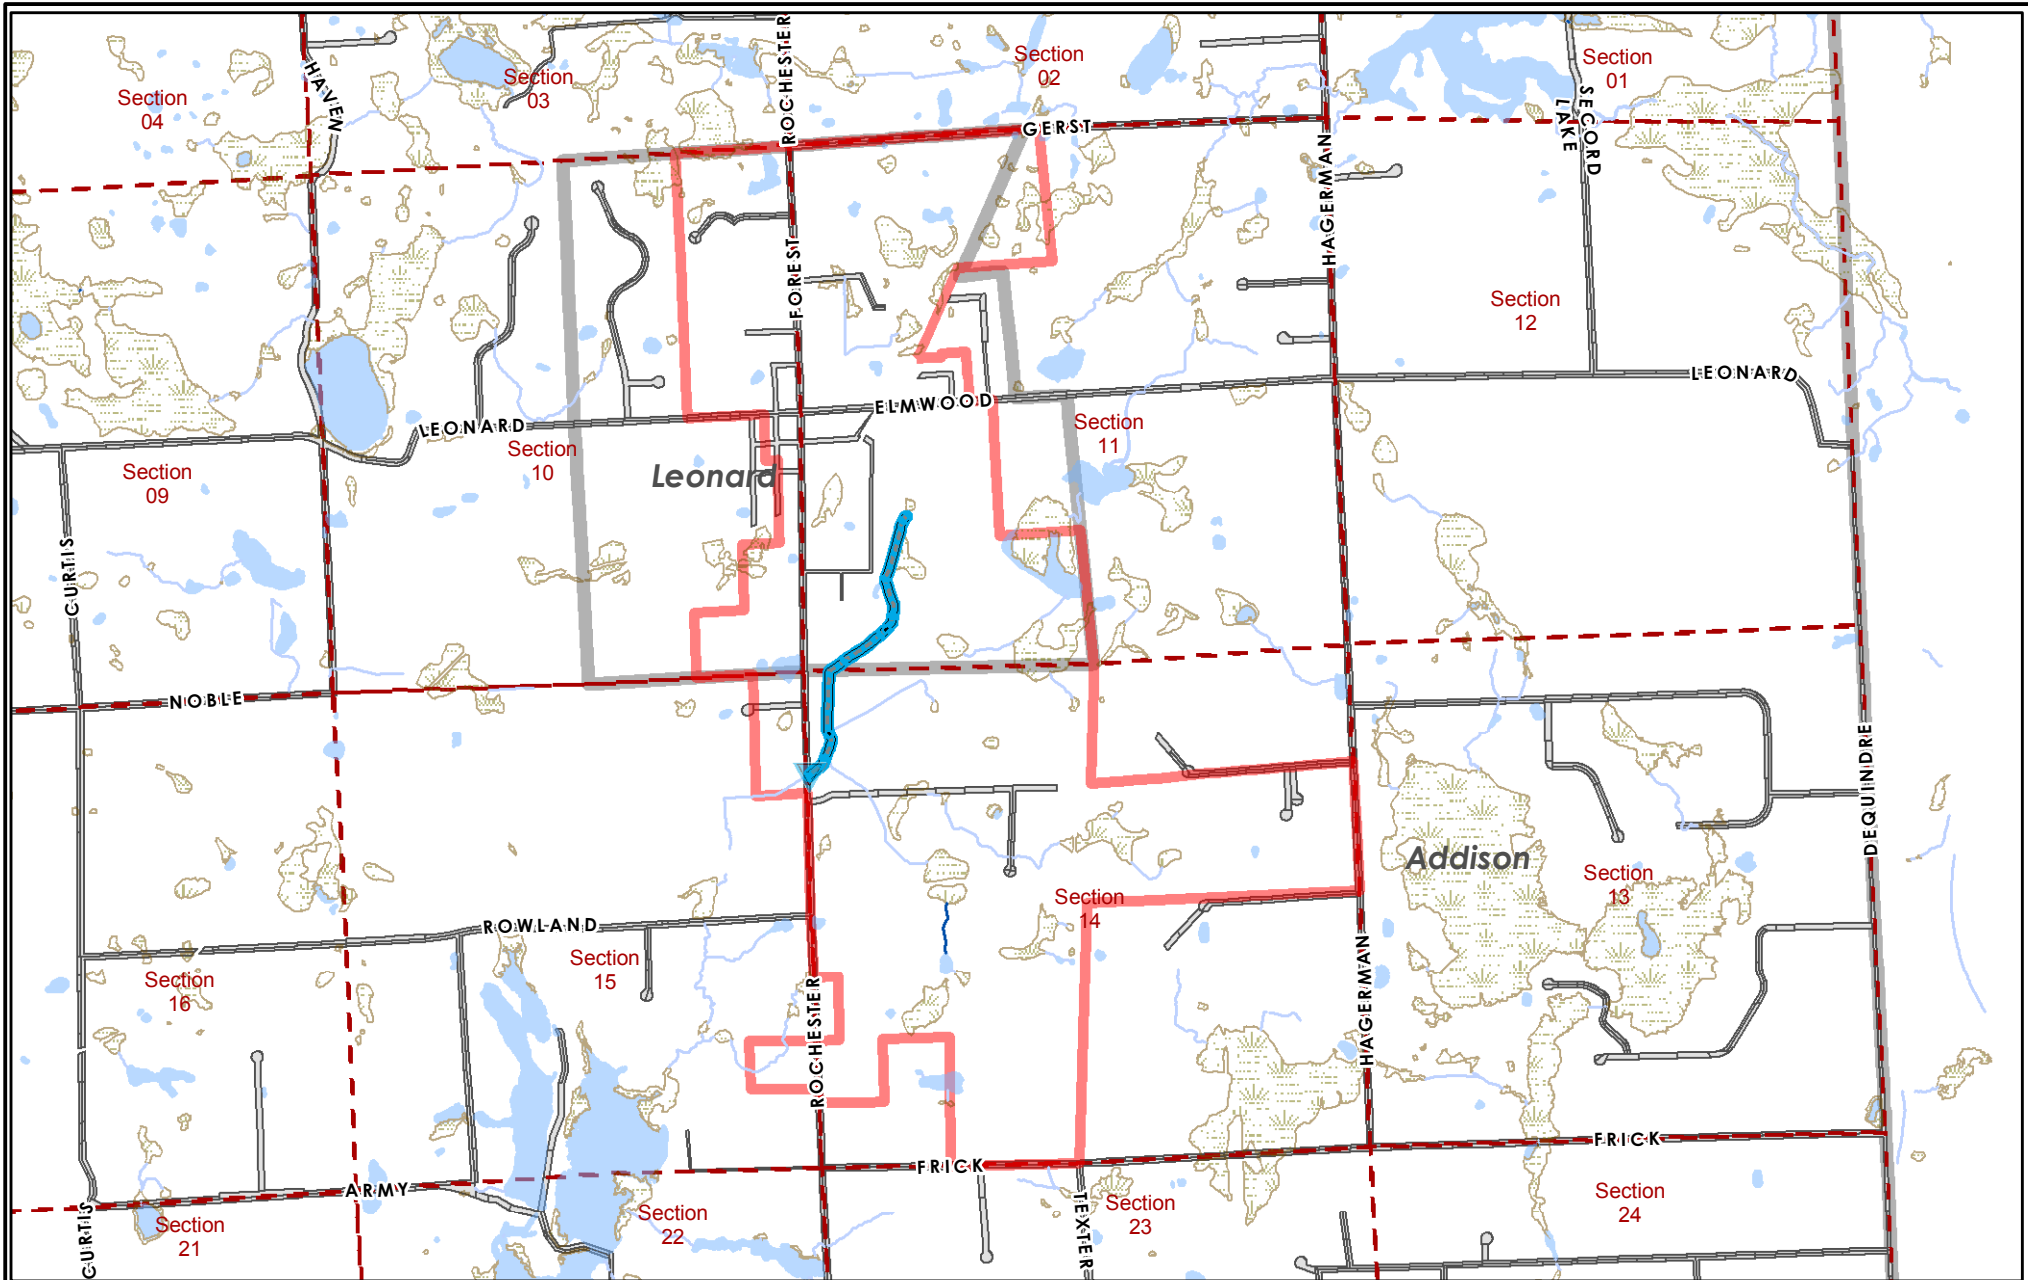 HAVEN
ROCHESTER
Section
02
Section
01
Section
03
Section
04
SECORD
LAKE
GERST
HAGERMAN
FOREST
Section
12
LEONARD
ELMWOOD
LEONARD
Section
11
Section
10
Leonard
Section
09
CURTIS
NOBLE
DEQUINDRE
Addison
Section
13
Section
14
ROWLAND
Section
15
Section
16
ROCHESTER
HAGERMAN
FRICK
FRICK
ARMY
CURTIS
Section
21
Section
22
TEXTER
Section
23
Section
24